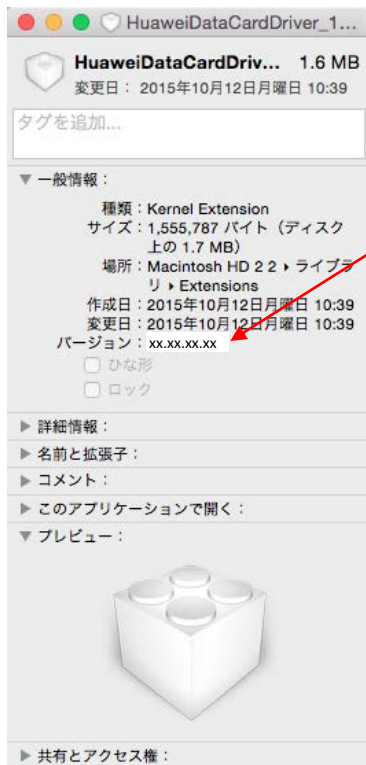 HuaweiDataCardDriver_1...
HuaweiDataCardDriv... 1.6 MB
変更日： 2015年10月12日月曜日 10:39
タグを追加...
▼ 一般情報：
種類：Kernel Extension
サイズ：1,555,787 バイト（ディスク
上の 1.7 MB）
場所：Macintosh HD 2 2 ▸ ライブラ
リ ▸ Extensions
作成日：2015年10月12日月曜日 10:39
変更日：2015年10月12日月曜日 10:39
バージョン：xx.xx.xx.xx
ひな形
ロック
▶ 詳細情報：
▶ 名前と拡張子：
▶ コメント：
▶ このアプリケーションで開く：
▼ プレビュー：
▶ 共有とアクセス権：